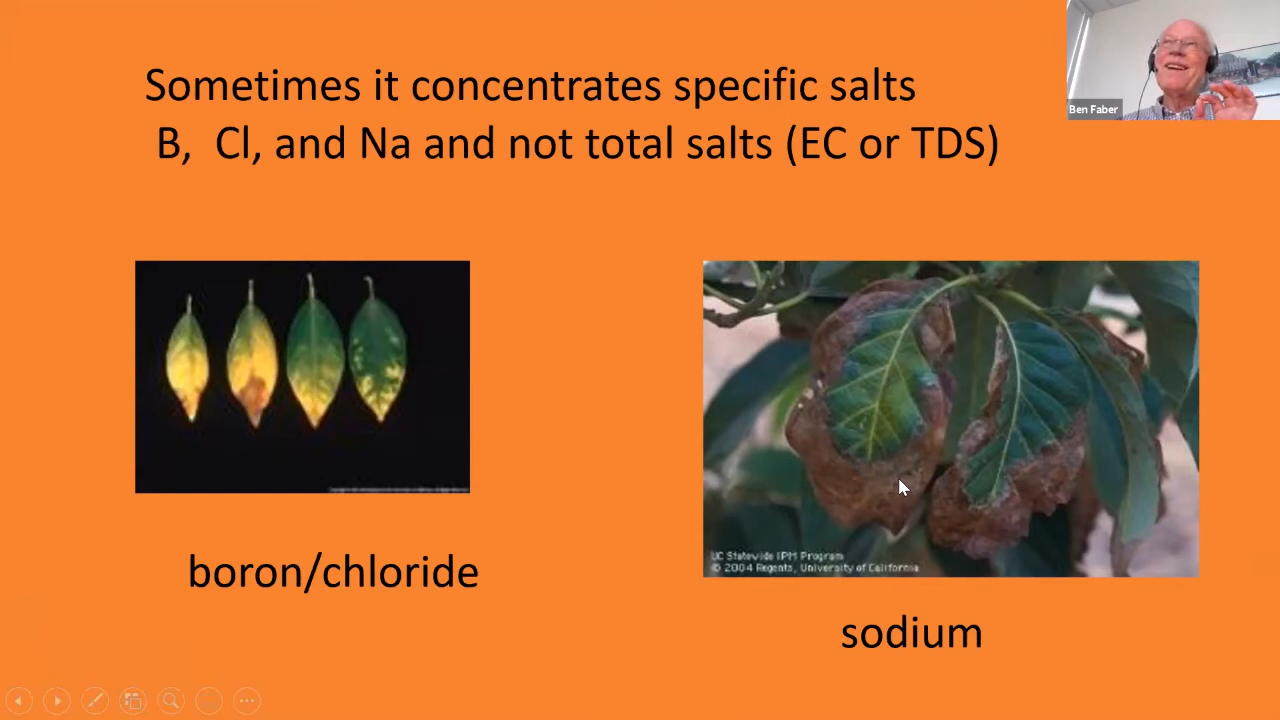 Sometimes it concentrates specific salts
B, Cl, and Na and not total salts (EC or TDS)
Ben Faber
UC Statewide IPM Program
© 2004 Regents, University of California
boron/chloride
sodium